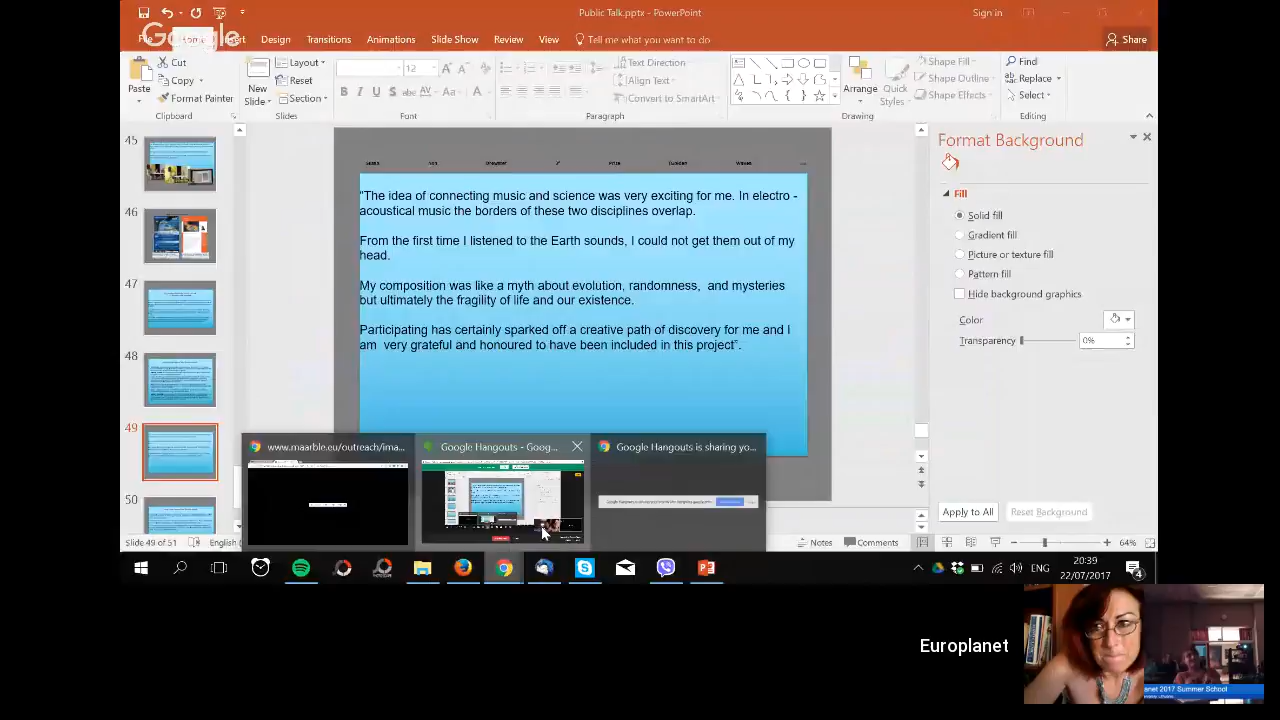 Public Talk.pptx - PowerPoint
Sign in
Google
Design Transitions Animations Slide Show Review View Tell me what you want to do
Share
Paste
Cut
Copy
Format Painter
Clipboard
New
Slide
Layout
Reset
Section
Slides
12
B I U S abc AV Aa A
Font
Text Direction
Align Text
Convert to SmartArt
Paragraph
Arrange
Quick
Styles
Shape Fill
Shape Outline
Shape Effects
Drawing
Find
Replace
Select
Editing
45
46
47
48
49
50
"The idea of connecting music and science was very exciting for me. In electro -
acoustical music the borders of these two disciplines overlap.
From the first time I listened to the Earth sounds, I could not get them out of my
head.
My composition was like a myth about evolution, randomness,  and mysteries
but ultimately the fragility of life and our existence.
Participating has certainly sparked off a creative path of discovery for me and I
am  very grateful and honoured to have been included in this project".
Format Background
Fill
Solid fill
Gradient fill
Picture or texture fill
Pattern fill
Hide background graphics
Color
Transparency
0%
Apply to All
Reset Background
www.maarble.eu/outreach/ima...
Google Hangouts - Goog...
Google Hangouts is sharing yo...
Slide 49 of 51
English (
Notes
Comments
64%
ENG
20:39
22/07/2017
4
Europlanet
anet 2017 Summer School